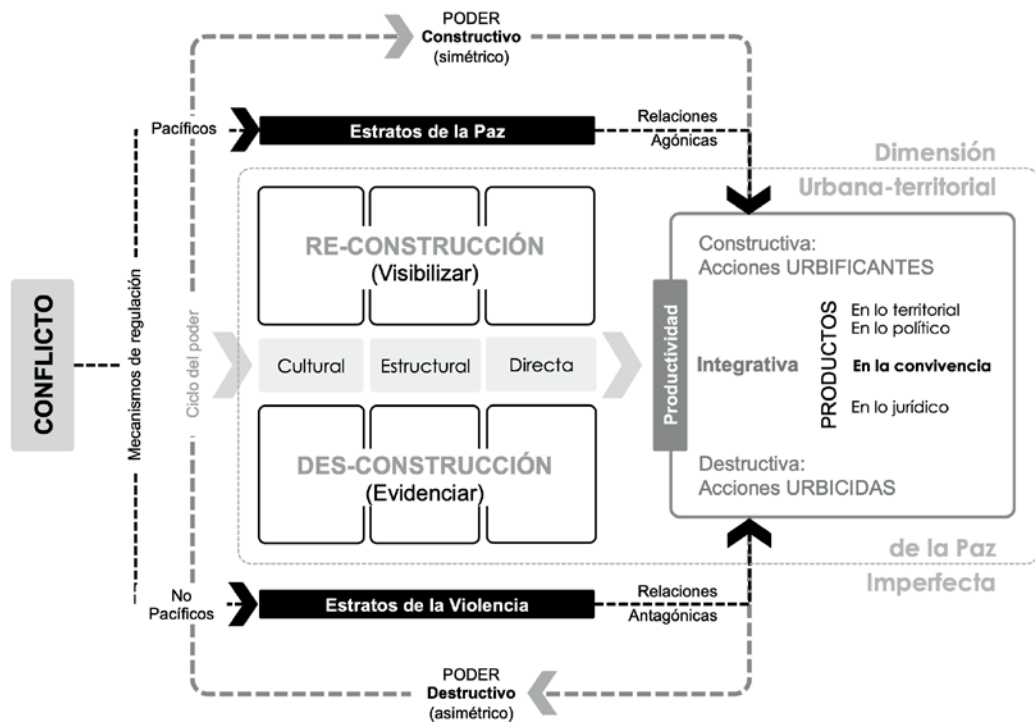 PODER
Constructivo
(simétrico)
Pacíficos
Estratos de la Paz
Relaciones
Agónicas
Dimensión
Urbana-territorial
RE-CONSTRUCCIÓN
(Visibilizar)
Constructiva:
Acciones URBIFICANTES
CONFLICTO
Mecanismos de regulación
Ciclo del poder
Cultural
Estructural
Directa
Productividad
Integrativa
PRODUCTOS
En lo territorial
En lo político
En la convivencia
En lo jurídico
DES-CONSTRUCCIÓN
(Evidenciar)
Destructiva:
Acciones URBICIDAS
de la Paz
Imperfecta
No
Pacíficos
Estratos de la Violencia
Relaciones
Antagónicas
PODER
Destructivo
(asimétrico)